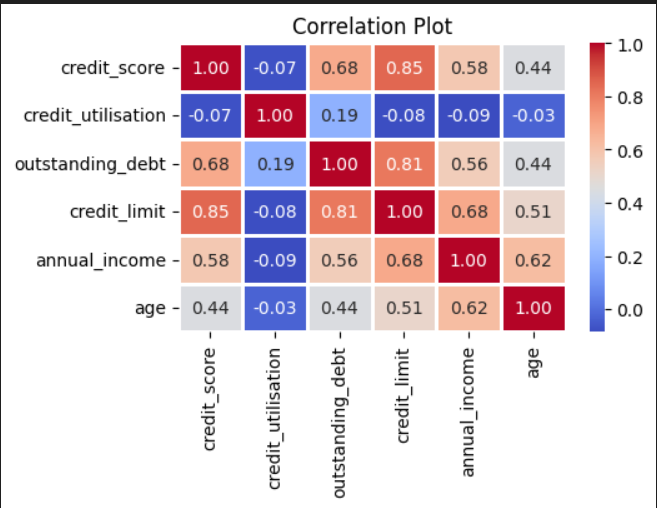 Correlation Plot
credit_score 1.00 -0.07 0.68 0.85 0.58 0.44
credit_utilisation -0.07 1.00 0.19 -0.08 -0.09 -0.03
outstanding_debt 0.68 0.19 1.00 0.81 0.56 0.44
credit_limit 0.85 -0.08 0.81 1.00 0.68 0.51
annual_income 0.58 -0.09 0.56 0.68 1.00 0.62
age 0.44 -0.03 0.44 0.51 0.62 1.00
credit_score
credit_utilisation
outstanding_debt
credit_limit
annual_income
age
1.0
0.8
0.6
0.4
0.2
0.0